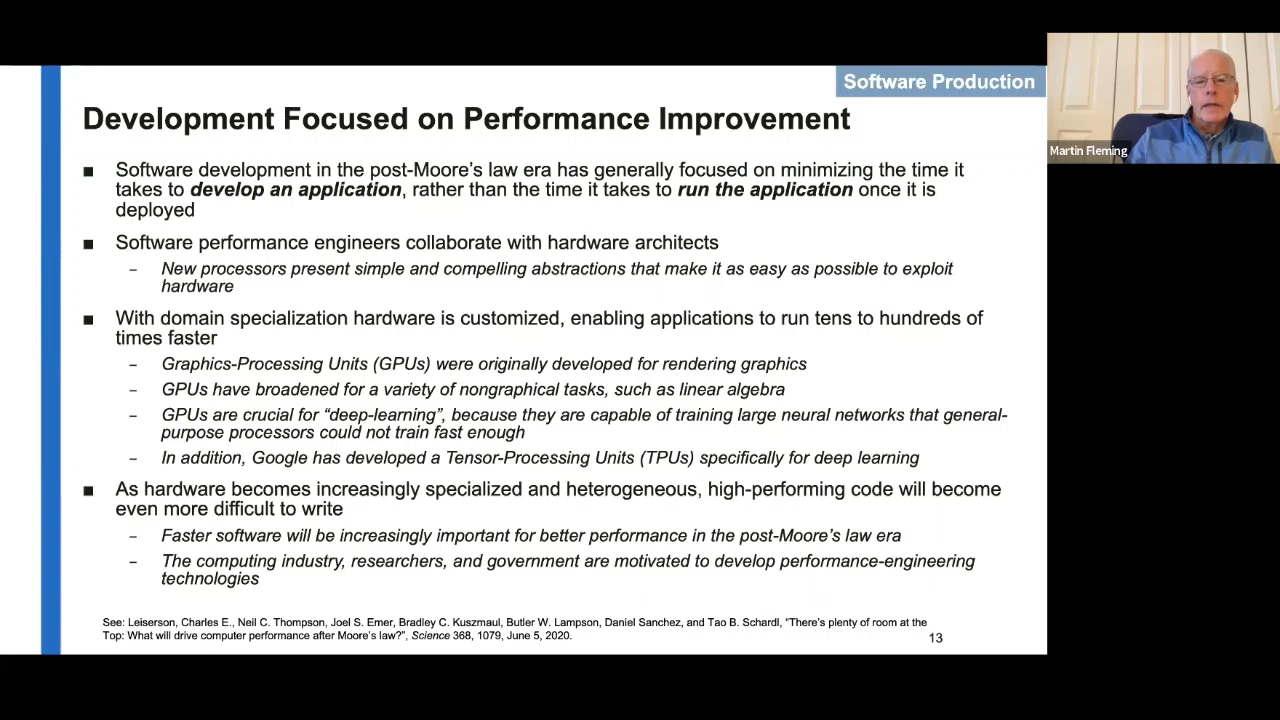 Software Production
Development Focused on Performance Improvement
■ Software development in the post-Moore's law era has generally focused on minimizing the time it
takes to develop an application, rather than the time it takes to run the application once it is
deployed
■ Software performance engineers collaborate with hardware architects
– New processors present simple and compelling abstractions that make it as easy as possible to exploit
hardware
■ With domain specialization hardware is customized, enabling applications to run tens to hundreds of
times faster
– Graphics-Processing Units (GPUs) were originally developed for rendering graphics
– GPUs have broadened for a variety of nongraphical tasks, such as linear algebra
– GPUs are crucial for “deep-learning”, because they are capable of training large neural networks that general-
purpose processors could not train fast enough
– In addition, Google has developed a Tensor-Processing Units (TPUs) specifically for deep learning
■ As hardware becomes increasingly specialized and heterogeneous, high-performing code will become
even more difficult to write
– Faster software will be increasingly important for better performance in the post-Moore's law era
– The computing industry, researchers, and government are motivated to develop performance-engineering
technologies
See: Leiserson, Charles E., Neil C. Thompson, Joel S. Emer, Bradley C. Kuszmaul, Butler W. Lampson, Daniel Sanchez, and Tao B. Schardl, “There's plenty of room at the
Top: What will drive computer performance after Moore's law?”, Science 368, 1079, June 5, 2020.
13
Martin Fleming